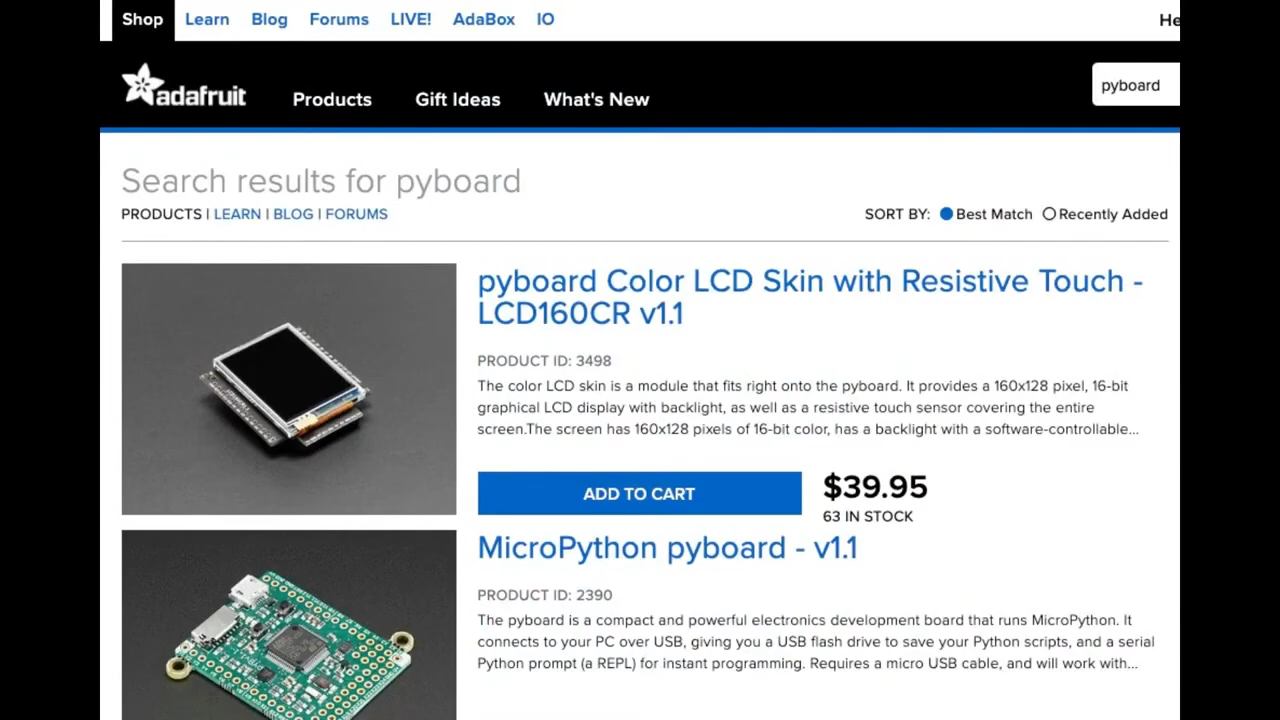 Shop Learn Blog Forums LIVE! AdaBox IO
adafruit Products Gift Ideas What's New pyboard
Search results for pyboard
PRODUCTS | LEARN | BLOG | FORUMS SORT BY: Best Match Recently Added
pyboard Color LCD Skin with Resistive Touch -
LCD160CR v1.1
PRODUCT ID: 3498
The color LCD skin is a module that fits right onto the pyboard. It provides a 160x128 pixel, 16-bit
graphical LCD display with backlight, as well as a resistive touch sensor covering the entire
screen.The screen has 160x128 pixels of 16-bit color, has a backlight with a software-controllable...
ADD TO CART $39.95
63 IN STOCK
MicroPython pyboard - v1.1
PRODUCT ID: 2390
The pyboard is a compact and powerful electronics development board that runs MicroPython. It
connects to your PC over USB, giving you a USB flash drive to save your Python scripts, and a serial
Python prompt (a REPL) for instant programming. Requires a micro USB cable, and will work with...